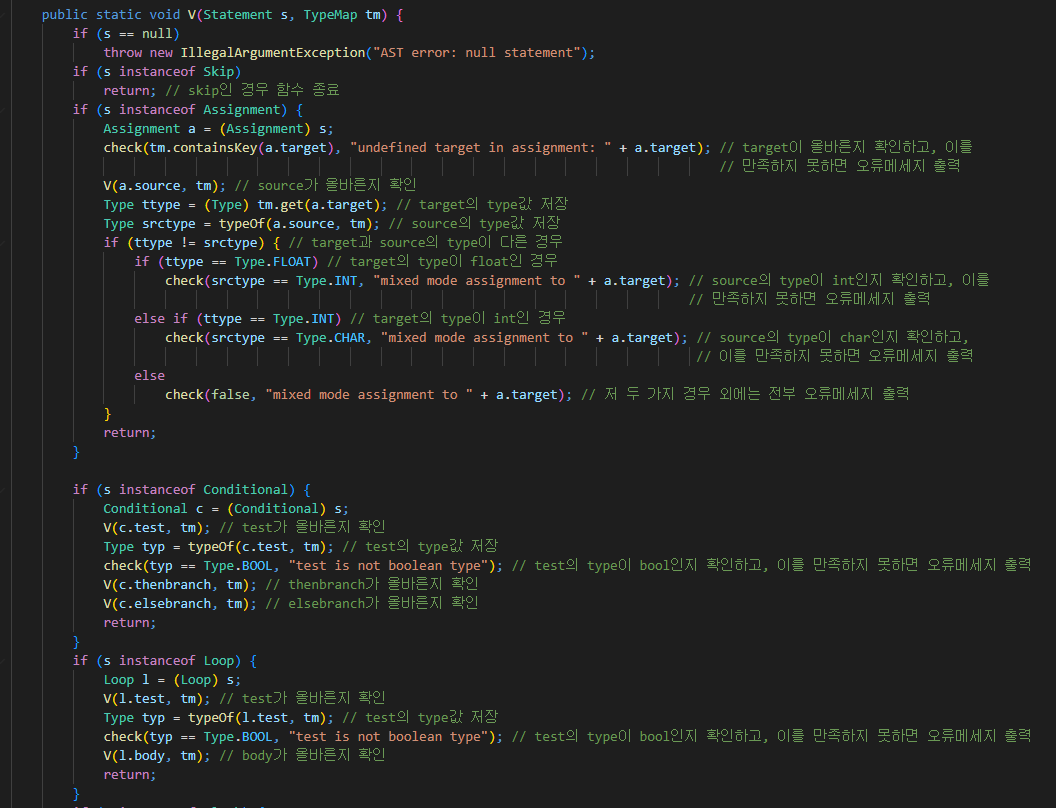 public static void V(Statement s, TypeMap tm) {
if (s == null)
throw new IllegalArgumentException("AST error: null statement");
if (s instanceof Skip)
return; // skip인 경우 함수 종료
if (s instanceof Assignment) {
Assignment a = (Assignment) s;
check(tm.containsKey(a.target), "undefined target in assignment: " + a.target); // target이 올바른지 확인하고, 이를
// 만족하지 못하면 오류메세지 출력
V(a.source, tm); // source가 올바른지 확인
Type ttype = (Type) tm.get(a.target); // target의 type값 저장
Type srctype = typeOf(a.source, tm); // source의 type값 저장
if (ttype != srctype) { // target과 source의 type이 다른 경우
if (ttype == Type.FLOAT) // target의 type이 float인 경우
check(srctype == Type.INT, "mixed mode assignment to " + a.target); // source의 type이 int인지 확인하고, 이를
// 만족하지 못하면 오류메세지 출력
else if (ttype == Type.INT) // target의 type이 int인 경우
check(srctype == Type.CHAR, "mixed mode assignment to " + a.target); // source의 type이 char인지 확인하고,
// 이를 만족하지 못하면 오류메세지 출력
else
check(false, "mixed mode assignment to " + a.target); // 저 두 가지 경우 외에는 전부 오류메세지 출력
}
return;
}
if (s instanceof Conditional) {
Conditional c = (Conditional) s;
V(c.test, tm); // test가 올바른지 확인
Type typ = typeOf(c.test, tm); // test의 type값 저장
check(typ == Type.BOOL, "test is not boolean type"); // test의 type이 bool인지 확인하고, 이를 만족하지 못하면 오류메세지 출력
V(c.thenbranch, tm); // thenbranch가 올바른지 확인
V(c.elsebranch, tm); // elsebranch가 올바른지 확인
return;
}
if (s instanceof Loop) {
Loop l = (Loop) s;
V(l.test, tm); // test가 올바른지 확인
Type typ = typeOf(l.test, tm); // test의 type값 저장
check(typ == Type.BOOL, "test is not boolean type"); // test의 type이 bool인지 확인하고, 이를 만족하지 못하면 오류메세지 출력
V(l.body, tm); // body가 올바른지 확인
return;
}